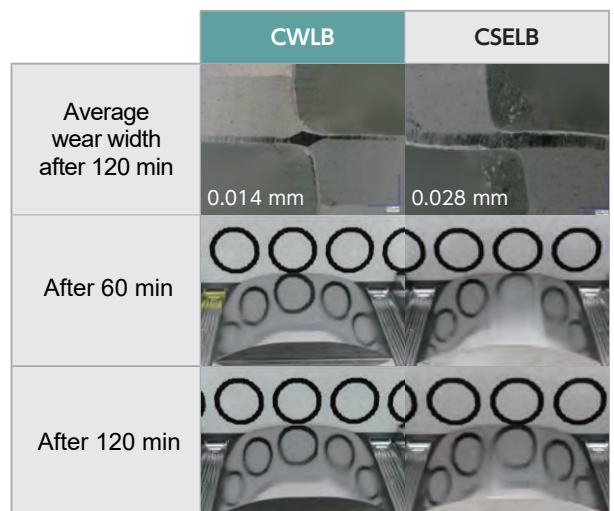 CWLB
CSELB
Average
wear width
after 120 min
0.014 mm
0.028 mm
After 60 min
After 120 min